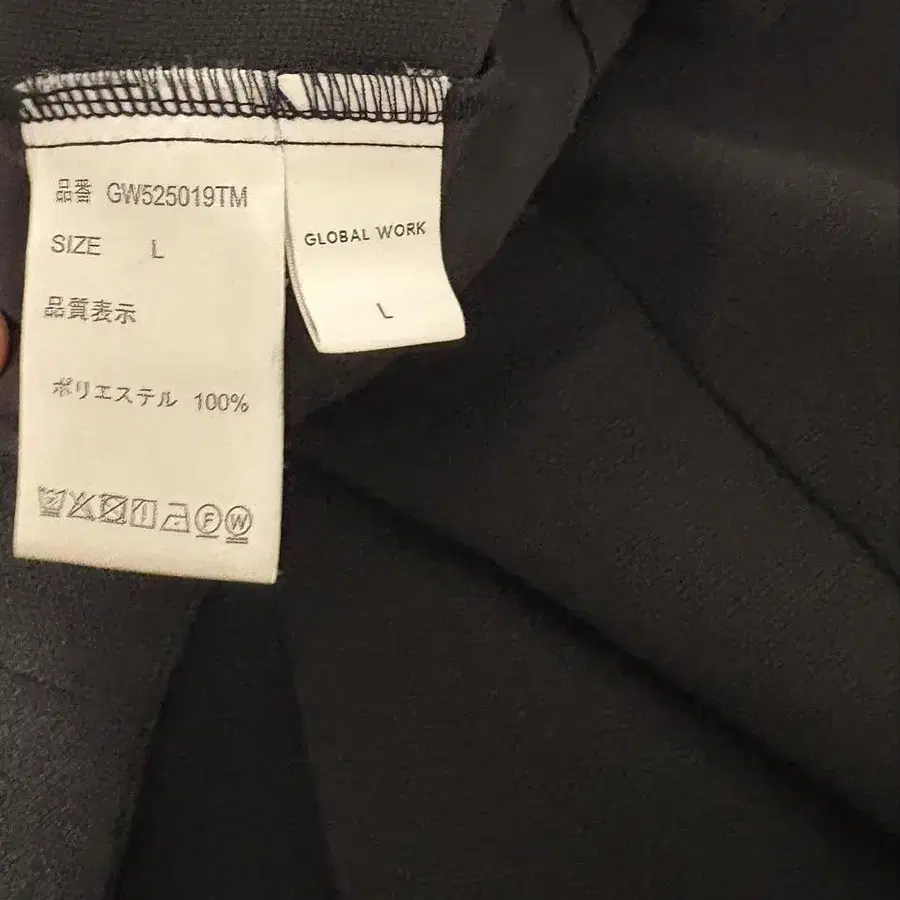 品番 GW525019TM
SIZE L
品質表示
ポリエステル 100%
F W
GLOBAL WORK
L